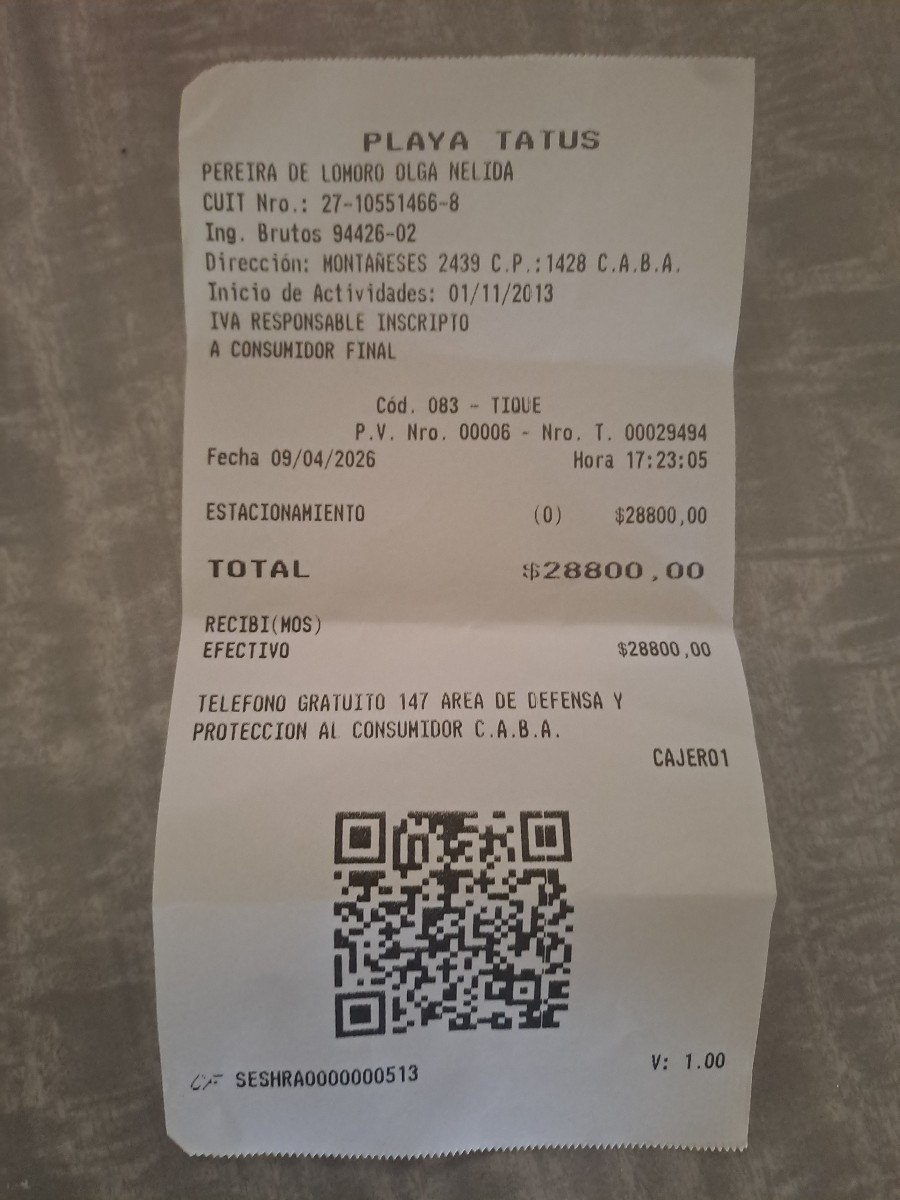 PLAYA TATUS
PEREIRA DE LOMORO OLGA NELIDA
CUIT Nro.: 27-10551466-8
Ing. Brutos 94426-02
Dirección: MONTAÑESES 2439 C.P.:1428 C.A.B.A.
Inicio de Actividades: 01/11/2013
IVA RESPONSABLE INSCRIPTO
A CONSUMIDOR FINAL
Cód. 083 - TIQUE
P.V. Nro. 00006 - Nro. T. 00029494
Fecha 09/04/2026 Hora 17:23:05
ESTACIONAMIENTO (0) $28800,00
TOTAL $28800,00
RECIBI(MOS)
EFECTIVO $28800,00
TELEFONO GRATUITO 147 AREA DE DEFENSA Y
PROTECCION AL CONSUMIDOR C.A.B.A.
CAJERO1
CF SESHRA0000000513 V: 1.00